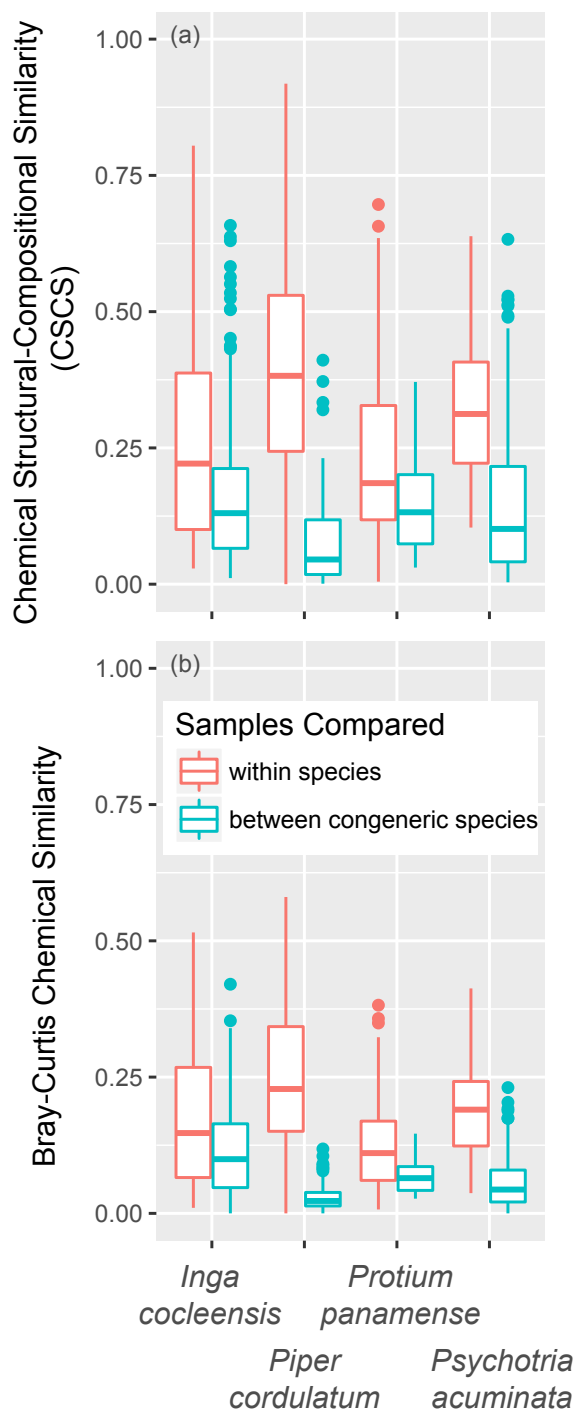 Chemical Structural-Compositional Similarity
(CSCS)
(a)
1.00
0.75
0.50
0.25
0.00
Bray-Curtis Chemical Similarity
(b)
1.00
0.75
0.50
0.25
0.00
Samples Compared
within species
between congeneric species
Inga
cocleensis
Piper
cordulatum
Protium
panamense
Psychotria
acuminata